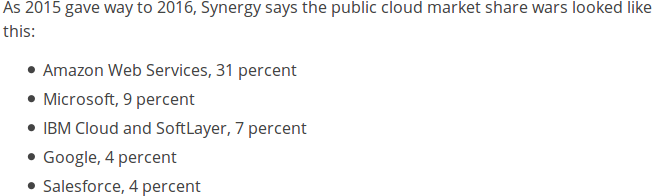 As 2015 gave way to 2016, Synergy says the public cloud market share wars looked like
this:
• Amazon Web Services, 31 percent
• Microsoft, 9 percent
• IBM Cloud and SoftLayer, 7 percent
• Google, 4 percent
• Salesforce, 4 percent